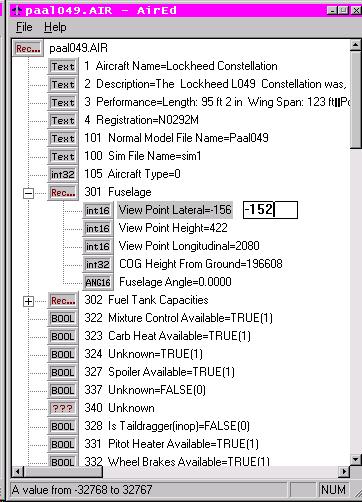 paal049.AIR - AirEd
File Help
Rec... paal049.AIR
Text 1 Aircraft Name=Lockheed Constellation
Text 2 Description=The Lockheed L049 Constellation was,
Text 3 Performance=Length: 95 ft 2 in Wing Span: 123 ft
Text 4 Registration=N0292M
Text 101 Normal Model File Name=Paal049
Text 100 Sim File Name=sim1
int32 105 Aircraft Type=0
Rec... 301 Fuselage
int16 View Point Lateral=-156 -152
int16 View Point Height=422
int16 View Point Longitudinal=2080
int32 COG Height From Ground=196608
ANG16 Fuselage Angle=0.0000
Rec... 302 Fuel Tank Capacities
BOOL 322 Mixture Control Available=TRUE(1)
BOOL 323 Carb Heat Available=TRUE(1)
BOOL 324 Unknown=TRUE(1)
BOOL 327 Spoiler Available=TRUE(1)
BOOL 337 Unknown=FALSE(0)
??? 340 Unknown
BOOL 328 Is Taildragger(inop)=FALSE(0)
BOOL 331 Pitot Heater Available=TRUE(1)
BOOL 332 Wheel Brakes Available=TRUE(1)
A value from -32768 to 32767 NUM